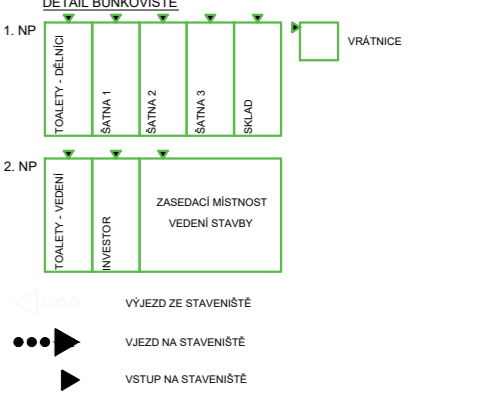 DETAIL BUŇKOVIŠTĚ
1. NP
TOALETY - DĚLNÍCI
ŠATNA 1
ŠATNA 2
ŠATNA 3
SKLAD
VRÁTNICE
2. NP
TOALETY - VEDENÍ
INVESTOR
ZASEDACÍ MÍSTNOST
VEDENÍ STAVBY
VÝJEZD ZE STAVENIŠTĚ
VJEZD NA STAVENIŠTĚ
VSTUP NA STAVENIŠTĚ